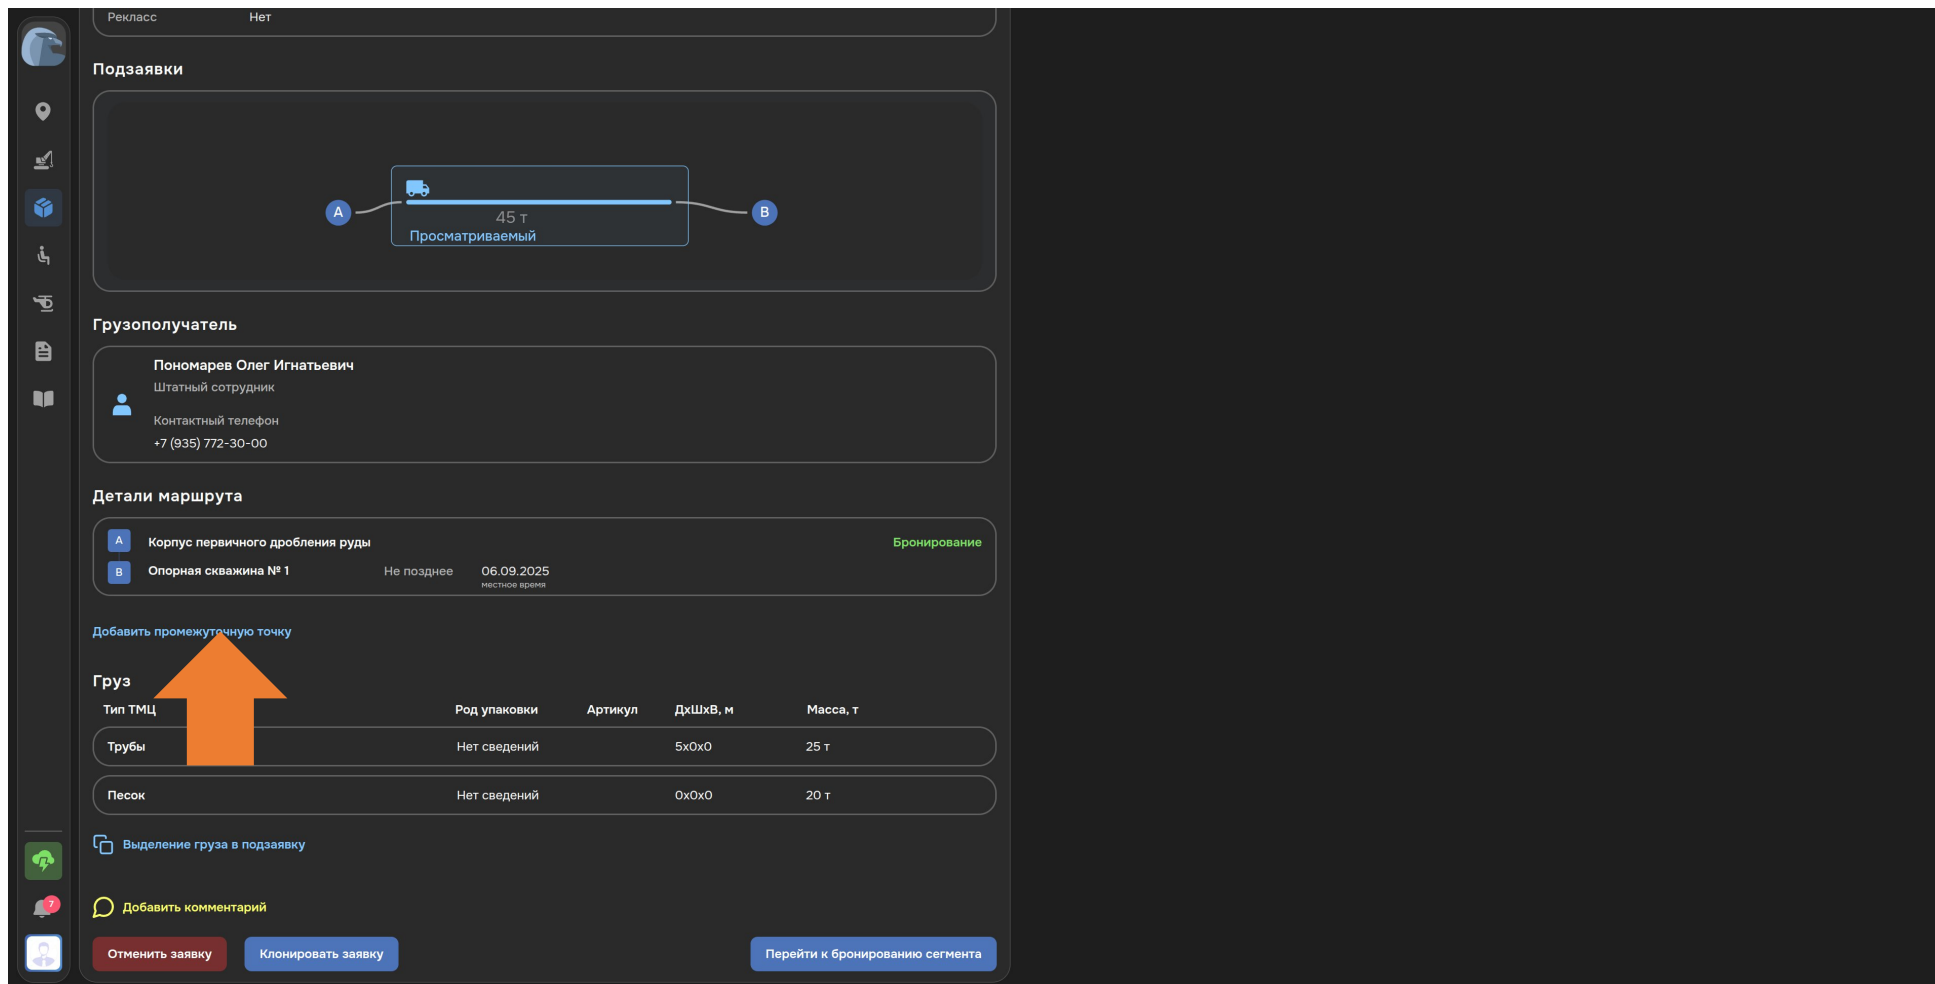 Рекласс Нет
Подзаявки
A
45 т
Просматриваемый
B
Грузополучатель
Пономарев Олег Игнатьевич
Штатный сотрудник
Контактный телефон
+7 (935) 772-30-00
Детали маршрута
A Корпус первичного дробления руды Бронирование
B Опорная скважина № 1 Не позднее 06.09.2025
местное время
Добавить промежуточную точку
Груз
Тип ТМЦ Род упаковки Артикул ДхШхВ, м Масса, т
Трубы Нет сведений 5x0x0 25 т
Песок Нет сведений 0x0x0 20 т
Выделение груза в подзаявку
7
Добавить комментарий
Отменить заявку Клонировать заявку Перейти к бронированию сегмента